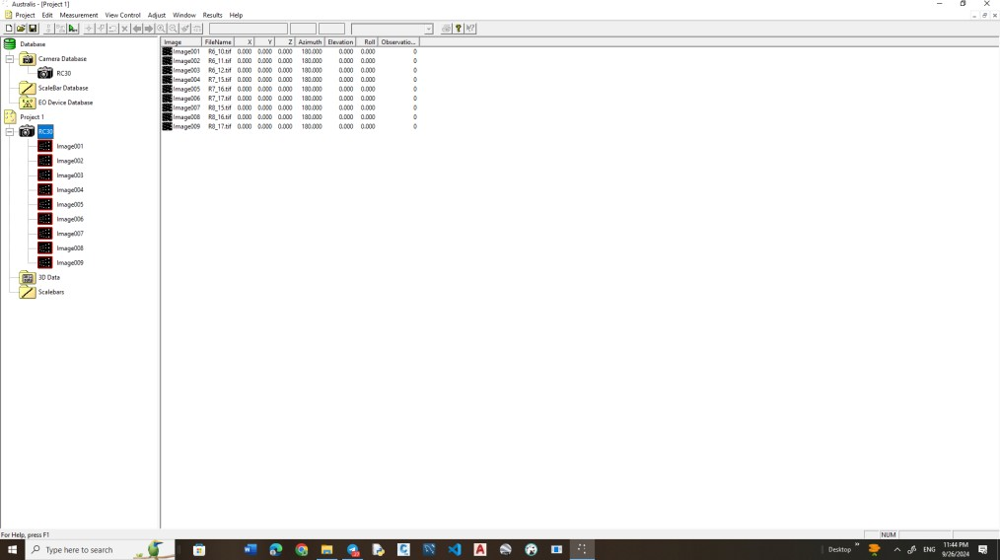 Australis - [Project 1]
Project Edit Measurement View Control Adjust Window Results Help
Database
Camera Database
RC30
ScaleBar Database
EO Device Database
Project 1
RC30
Image001
Image002
Image003
Image004
Image005
Image006
Image007
Image008
Image009
3D Data
Scalebars
Image FileName X Y Z Azimuth Elevation Roll Observatio...
Image001 R6_10.tif 0.000 0.000 0.000 180.000 0.000 0.000 0
Image002 R6_11.tif 0.000 0.000 0.000 180.000 0.000 0.000 0
Image003 R6_12.tif 0.000 0.000 0.000 180.000 0.000 0.000 0
Image004 R7_15.tif 0.000 0.000 0.000 180.000 0.000 0.000 0
Image005 R7_16.tif 0.000 0.000 0.000 180.000 0.000 0.000 0
Image006 R7_17.tif 0.000 0.000 0.000 180.000 0.000 0.000 0
Image007 R8_15.tif 0.000 0.000 0.000 180.000 0.000 0.000 0
Image008 R8_16.tif 0.000 0.000 0.000 180.000 0.000 0.000 0
Image009 R8_17.tif 0.000 0.000 0.000 180.000 0.000 0.000 0
For Help, press F1
NUM
Type here to search
Desktop
ENG
11:44 PM
9/26/2024